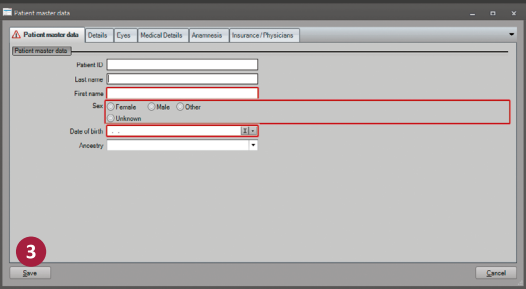 Patient master data
Patient master data Details Eyes Medical Details Anamnesis Insurance/Physicians
Patient master data
Patient ID
Last name
First name
Sex Female Male Other
Unknown
Date of birth . .
Ancestry
3
Save Cancel